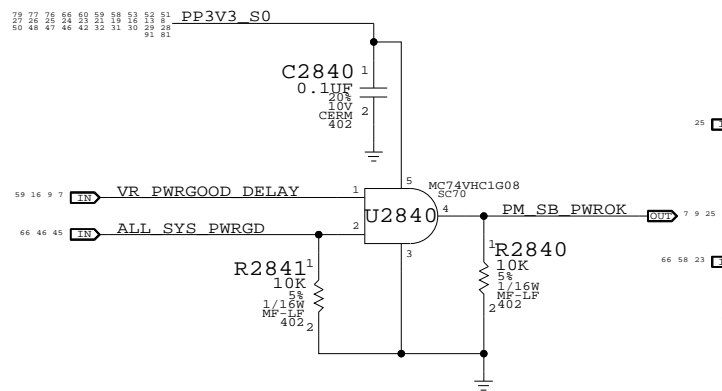 79 77 76 66 60 59 58 53 52 51
27 26 25 24 23 21 19 16 13 8
50 48 47 46 42 32 31 30 29 28
91 81
PP3V3_S0
C2840 1
0.1UF
20%
10V
CERM 2
402
25
5
MC74VHC1G08
SC70
59 16 9 7 IN VR_PWRGOOD_DELAY 1
U2840
4
PM_SB_PWROK
OUT 7 9 25
66 46 45 IN ALL_SYS_PWRGD 2
3
R2841 1
10K
5%
1/16W
MF-LF
402 2
1 R2840
10K
5%
1/16W
MF-LF
2 402
66 58 23